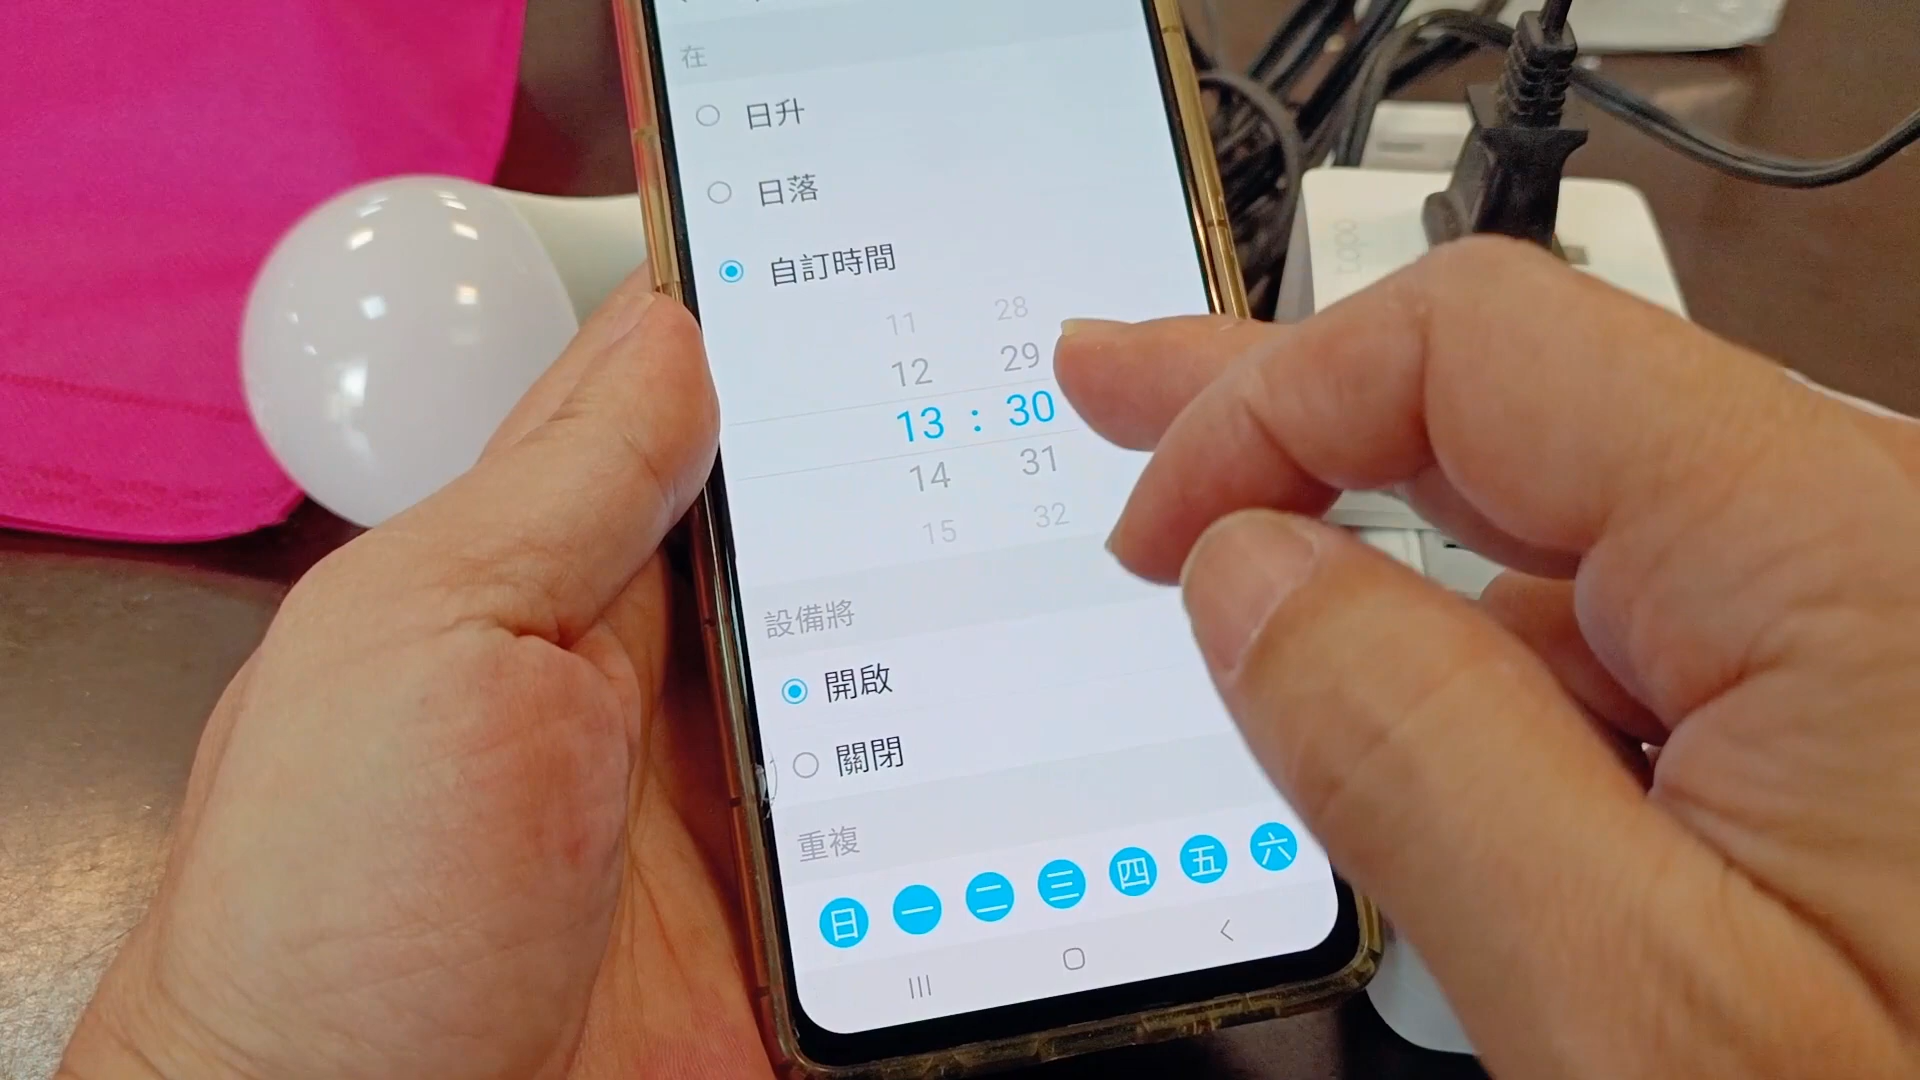 在
日升
日落
自訂時間
11 28
12 29
13 : 30
14 31
15 32
設備將
開啟
關閉
重複
日 一 二 三 四 五 六
tapo